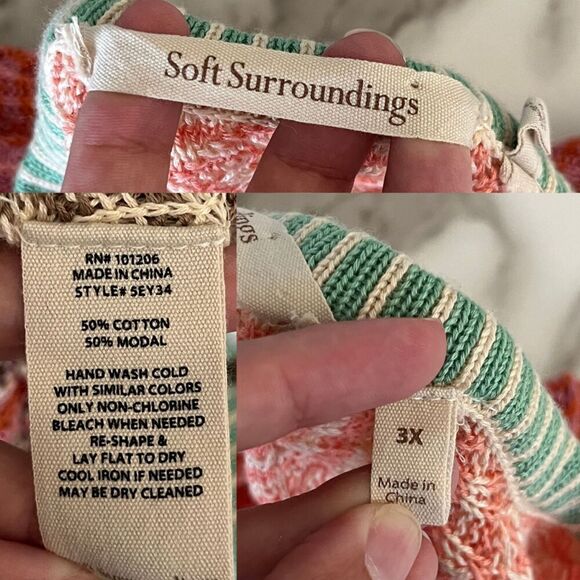 Soft Surroundings
RN# 101206
MADE IN CHINA
STYLE# 5EY34
50% COTTON
50% MODAL
HAND WASH COLD
WITH SIMILAR COLORS
ONLY NON-CHLORINE
BLEACH WHEN NEEDED
RE-SHAPE &
LAY FLAT TO DRY
COOL IRON IF NEEDED
MAY BE DRY CLEANED
3X
Made in
China